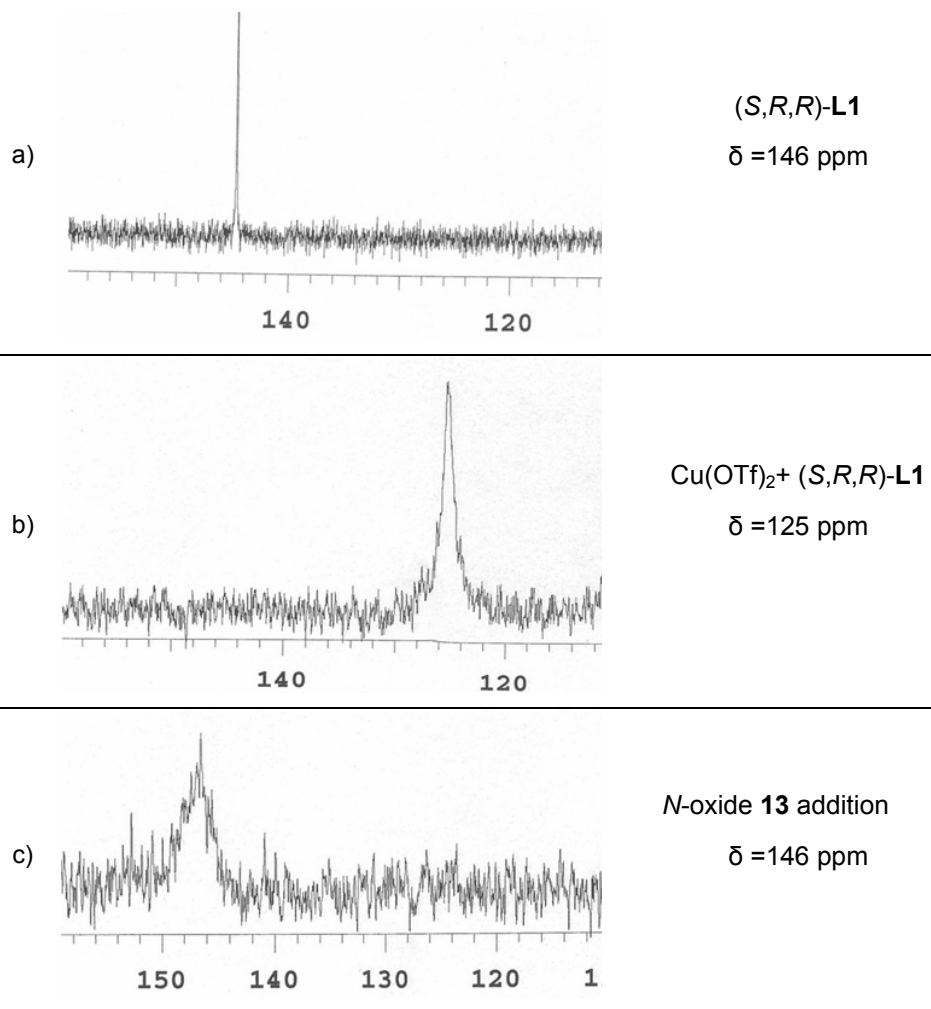 a)
(S,R,R)-L1
δ =146 ppm
140 120
b)
Cu(OTf)₂+ (S,R,R)-L1
δ =125 ppm
140 120
c)
N-oxide 13 addition
δ =146 ppm
150 140 130 120 1